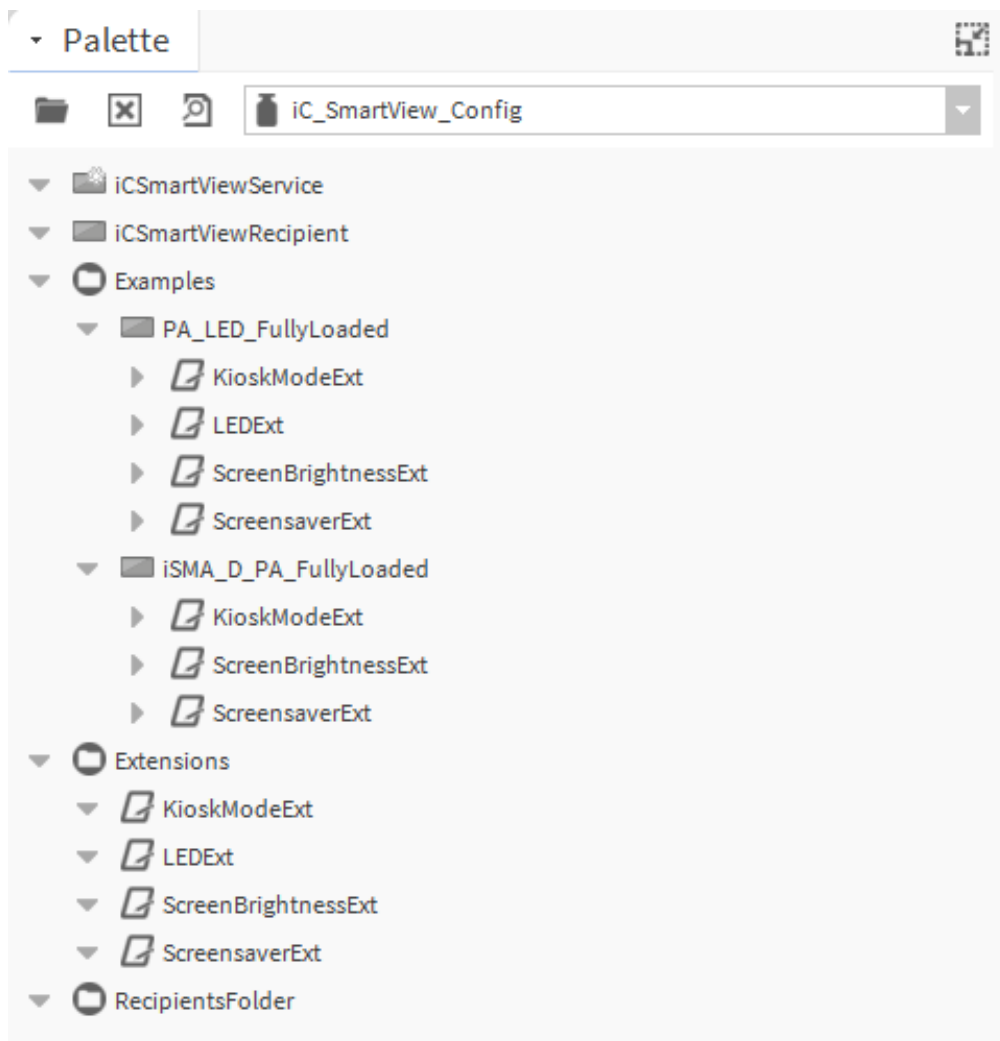 Palette
iC_SmartView_Config
iCSmartViewService
iCSmartViewRecipient
Examples
PA_LED_FullyLoaded
KioskModeExt
LEDExt
ScreenBrightnessExt
ScreensaverExt
iSMA_D_PA_FullyLoaded
KioskModeExt
ScreenBrightnessExt
ScreensaverExt
Extensions
KioskModeExt
LEDExt
ScreenBrightnessExt
ScreensaverExt
RecipientsFolder